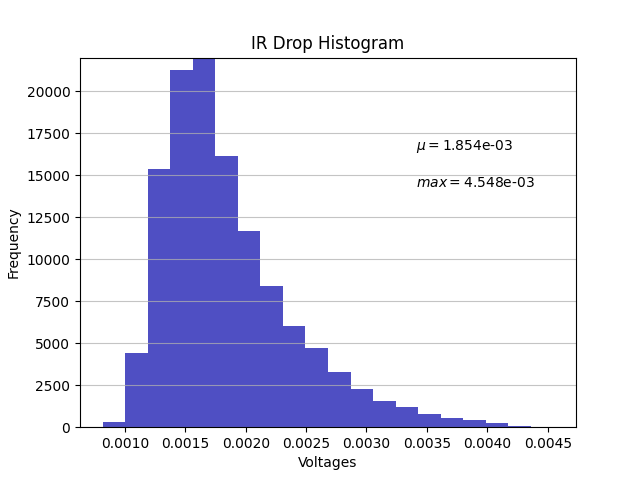 IR Drop Histogram
20000
17500
15000
12500
10000
7500
5000
2500
0
Frequency
μ = 1.854e-03
max = 4.548e-03
0.0010 0.0015 0.0020 0.0025 0.0030 0.0035 0.0040 0.0045
Voltages